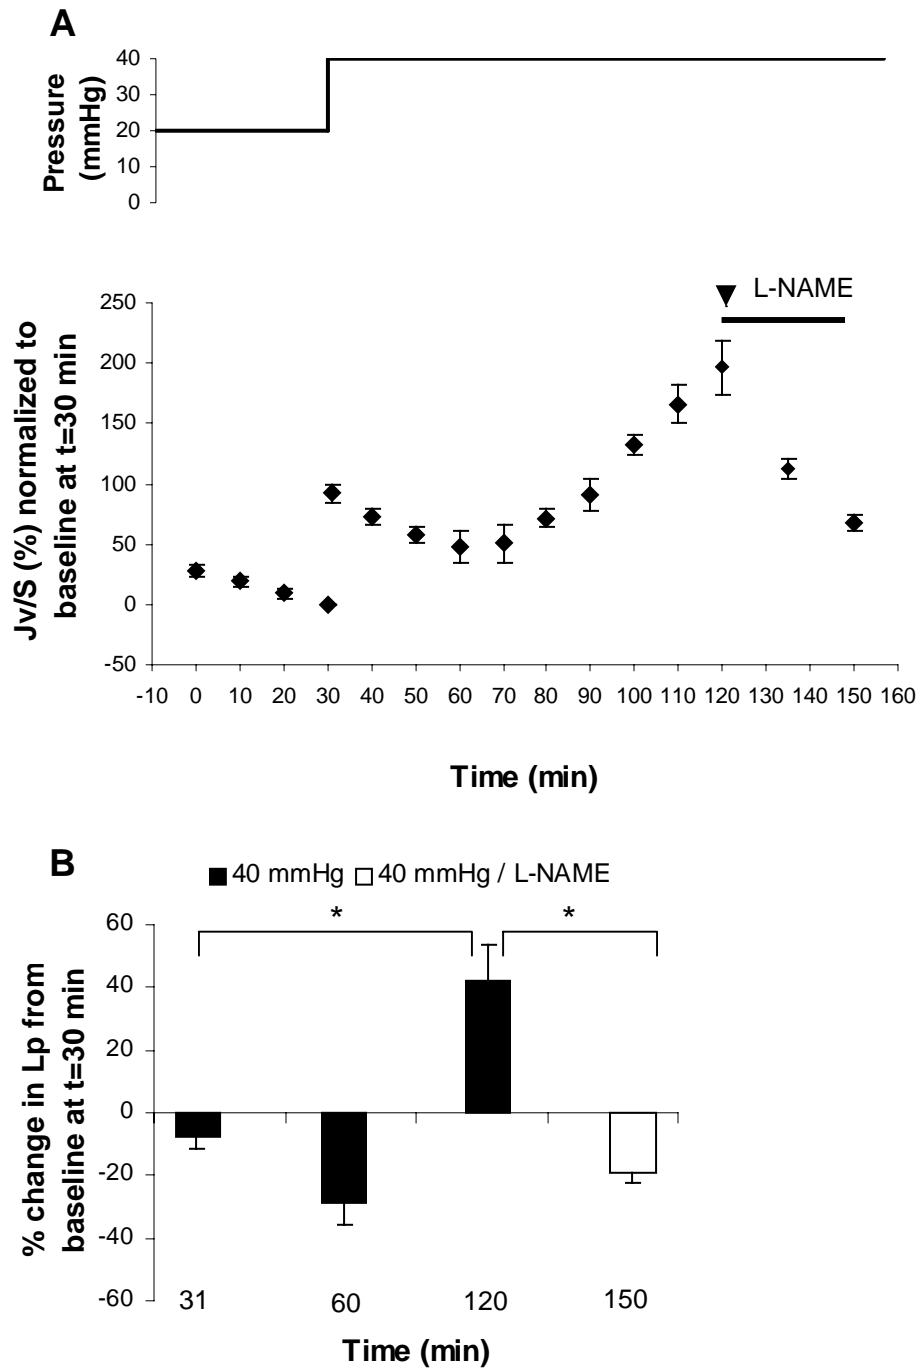 A
Pressure
(mmHg)
40
30
20
10
0
L-NAME
Jv/S (%) normalized to
baseline at t=30 min
250
200
150
100
50
0
-50
-10 0 10 20 30 40 50 60 70 80 90 100 110 120 130 140 150 160
Time (min)
B
40 mmHg 40 mmHg / L-NAME
% change in Lp from
baseline at t=30 min
* *
60
40
20
0
-20
-40
-60
31 60 120 150
Time (min)